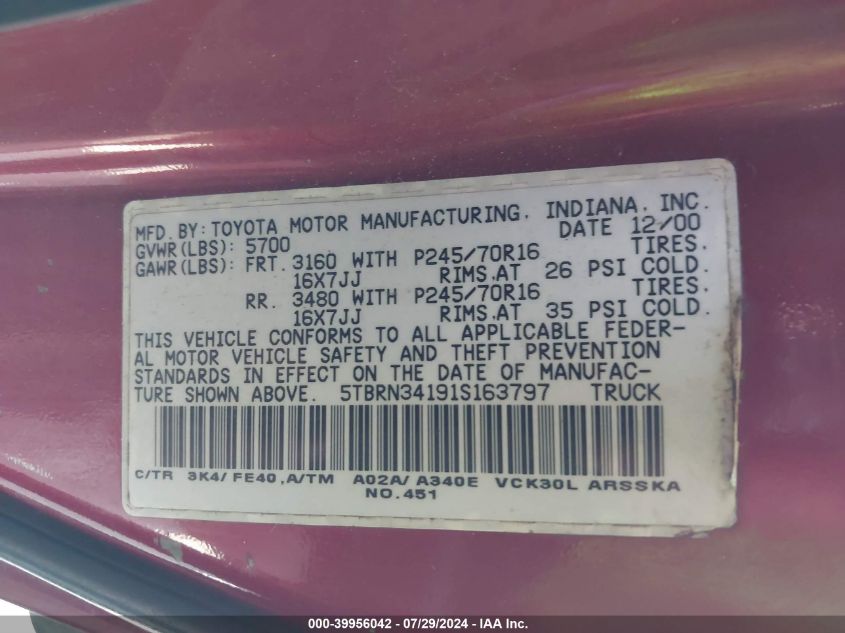 MFD. BY: TOYOTA MOTOR MANUFACTURING, INDIANA, INC.
GVWR(LBS): 5700 DATE 12/00
GAWR(LBS): FRT. 3160 WITH P245/70R16 TIRES.
16X7JJ RIMS.AT 26 PSI COLD.
RR. 3480 WITH P245/70R16 TIRES.
16X7JJ RIMS.AT 35 PSI COLD.
THIS VEHICLE CONFORMS TO ALL APPLICABLE FEDER-
AL MOTOR VEHICLE SAFETY AND THEFT PREVENTION
STANDARDS IN EFFECT ON THE DATE OF MANUFAC-
TURE SHOWN ABOVE. 5TBRN34191S163797 TRUCK
C/TR 3K4/ FE40 ,A/TM A02A/ A340E VCK30L ARSSKA
NO.451
000-39956042 - 07/29/2024 - IAA Inc.